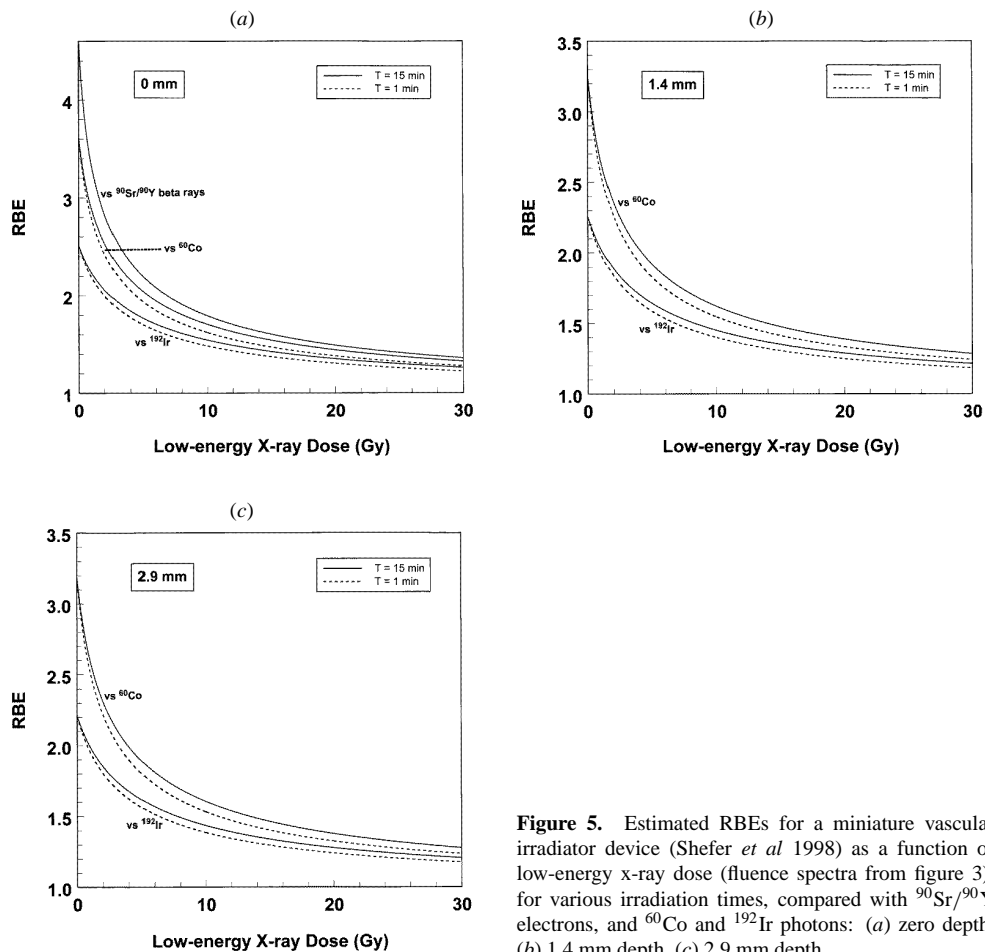 (a)
4
3
2
1
RBE
0 mm
T = 15 min
T = 1 min
vs ⁹⁰Sr/⁹⁰Y beta rays
vs ⁶⁰Co
vs ¹⁹²Ir
0 10 20 30
Low-energy X-ray Dose (Gy)
(b)
3.5
3.0
2.5
2.0
1.5
1.0
RBE
1.4 mm
T = 15 min
T = 1 min
vs ⁶⁰Co
vs ¹⁹²Ir
0 10 20 30
Low-energy X-ray Dose (Gy)
(c)
3.5
3.0
2.5
2.0
1.5
1.0
RBE
2.9 mm
T = 15 min
T = 1 min
vs ⁶⁰Co
vs ¹⁹²Ir
0 10 20 30
Low-energy X-ray Dose (Gy)
Figure 5. Estimated RBEs for a miniature vascula
irradiator device (Shefer et al 1998) as a function o
low-energy x-ray dose (fluence spectra from figure 3)
for various irradiation times, compared with ⁹⁰Sr/⁹⁰Y
electrons, and ⁶⁰Co and ¹⁹²Ir photons: (a) zero depth
(b) 1.4 mm depth, (c) 2.9 mm depth